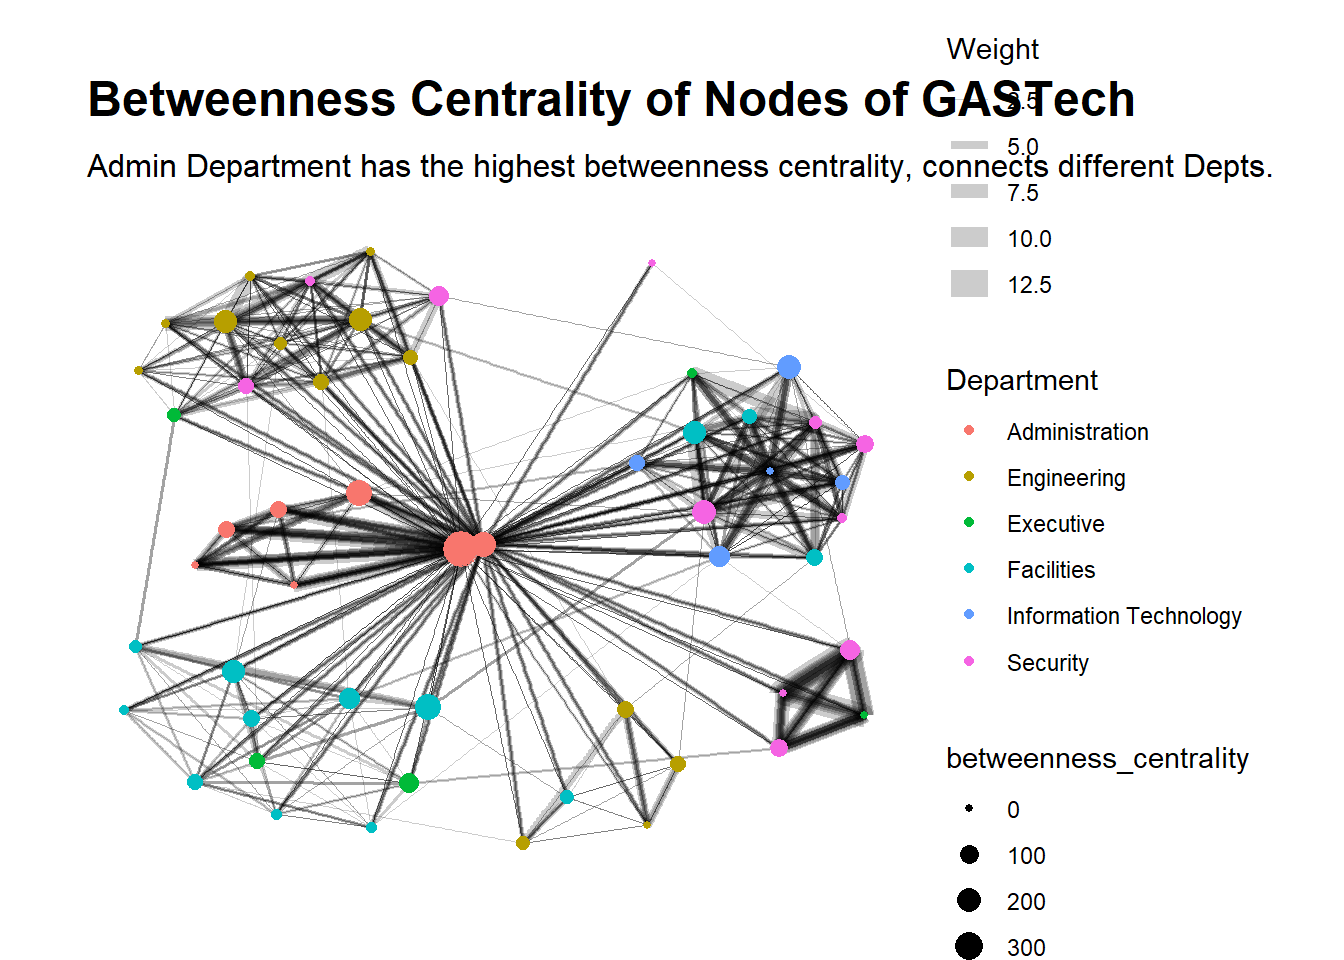 Betweenness Centrality of Nodes of GASTech
Admin Department has the highest betweenness centrality, connects different Depts.
Weight
2.5
5.0
7.5
10.0
12.5
Department
Administration
Engineering
Executive
Facilities
Information Technology
Security
betweenness_centrality
0
100
200
300